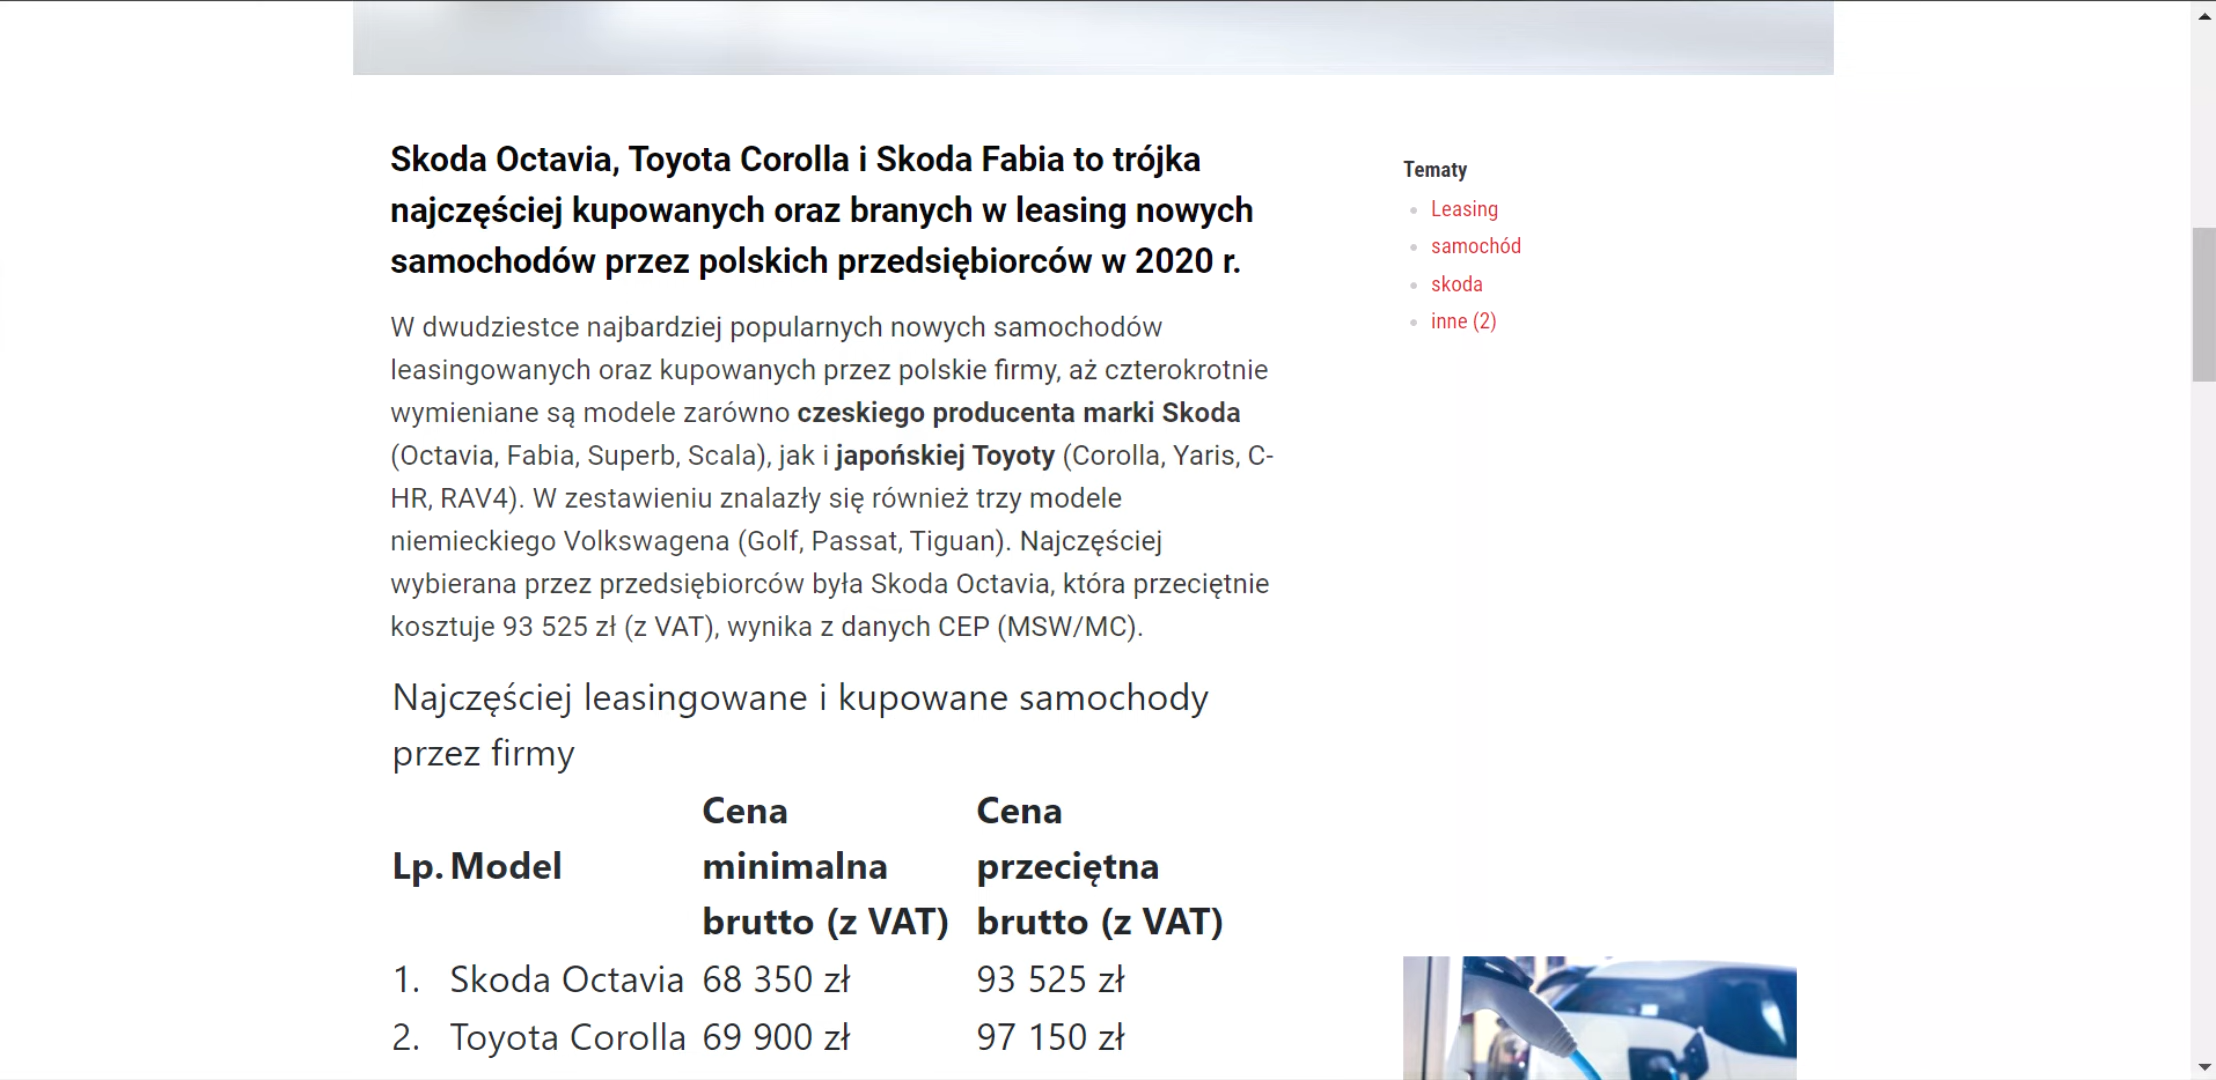 Skoda Octavia, Toyota Corolla i Skoda Fabia to trójka
najczęściej kupowanych oraz branych w leasing nowych
samochodów przez polskich przedsiębiorców w 2020 r.
W dwudziestce najbardziej popularnych nowych samochodów
leasingowanych oraz kupowanych przez polskie firmy, aż czterokrotnie
wymieniane są modele zarówno czeskiego producenta marki Skoda
(Octavia, Fabia, Superb, Scala), jak i japońskiej Toyoty (Corolla, Yaris, C-
HR, RAV4). W zestawieniu znalazły się również trzy modele
niemieckiego Volkswagena (Golf, Passat, Tiguan). Najczęściej
wybierana przez przedsiębiorców była Skoda Octavia, która przeciętnie
kosztuje 93 525 zł (z VAT), wynika z danych CEP (MSW/MC).
Najczęściej leasingowane i kupowane samochody
przez firmy
Lp. Model
Cena
minimalna
brutto (z VAT)
Cena
przeciętna
brutto (z VAT)
1. Skoda Octavia 68 350 zł 93 525 zł
2. Toyota Corolla 69 900 zł 97 150 zł
Tematy
Leasing
samochód
skoda
inne (2)